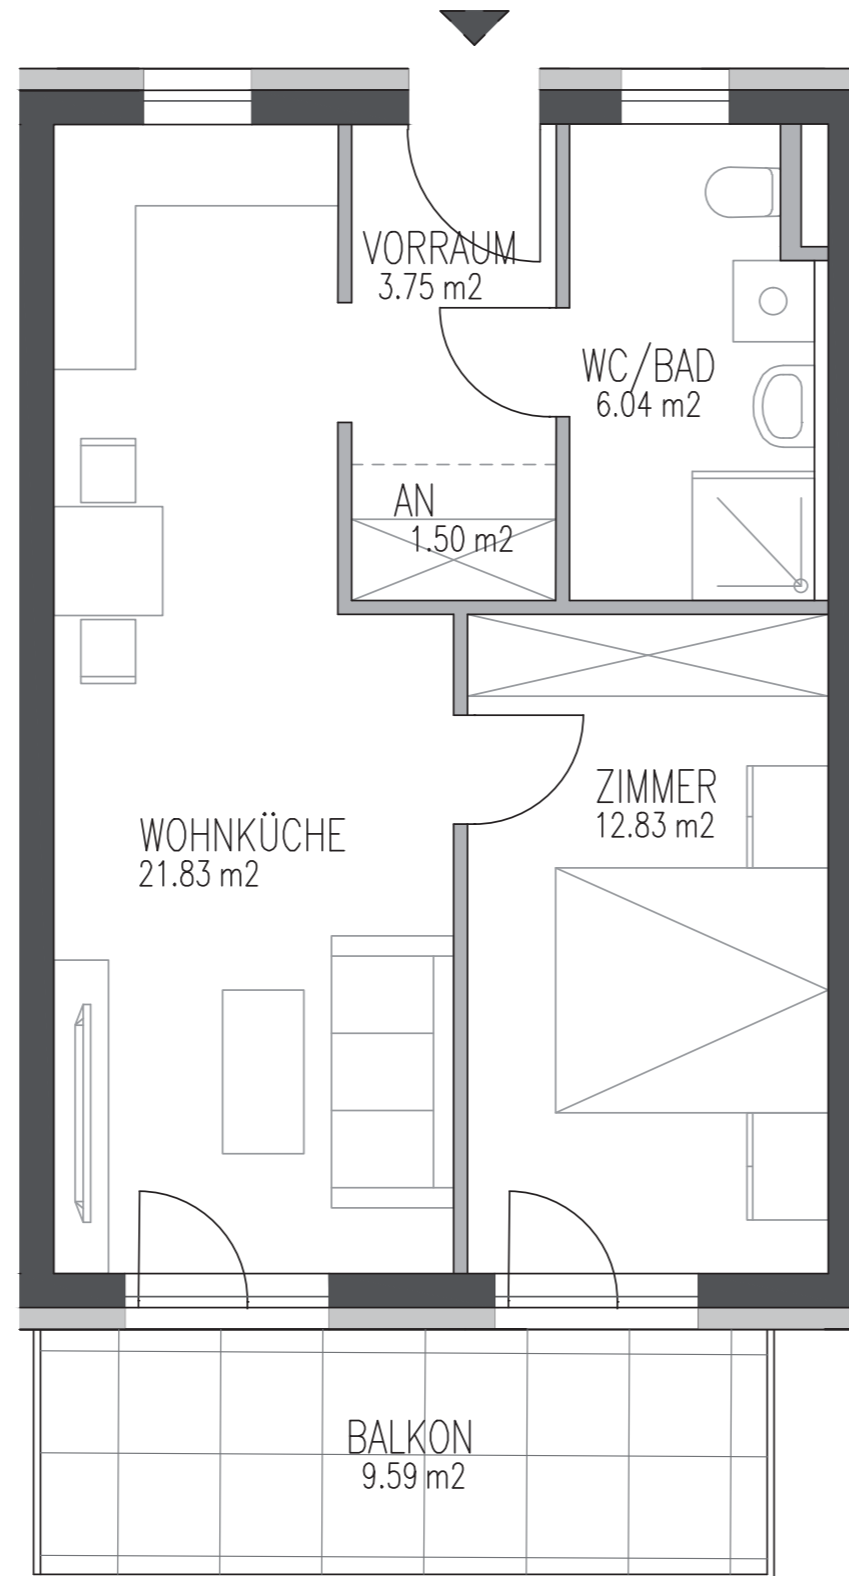 VORRAUM
3.75 m2
WC/BAD
6.04 m2
AN
1.50 m2
ZIMMER
12.83 m2
WOHNKÜCHE
21.83 m2
BALKON
9.59 m2